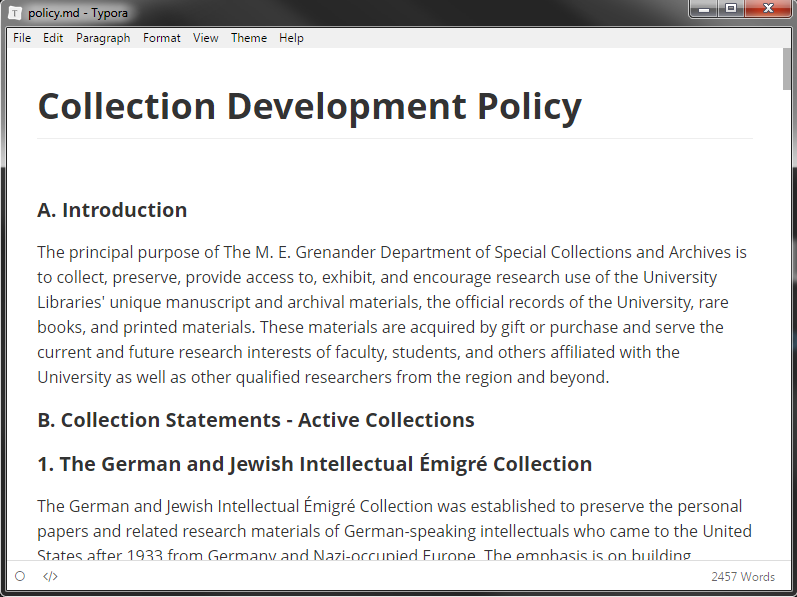 policy.md - Typora
File Edit Paragraph Format View Theme Help
Collection Development Policy
A. Introduction
The principal purpose of The M. E. Grenander Department of Special Collections and Archives is
to collect, preserve, provide access to, exhibit, and encourage research use of the University
Libraries' unique manuscript and archival materials, the official records of the University, rare
books, and printed materials. These materials are acquired by gift or purchase and serve the
current and future research interests of faculty, students, and others affiliated with the
University as well as other qualified researchers from the region and beyond.
B. Collection Statements - Active Collections
1. The German and Jewish Intellectual Émigré Collection
The German and Jewish Intellectual Émigré Collection was established to preserve the personal
papers and related research materials of German-speaking intellectuals who came to the United
States after 1933 from Germany and Nazi-occupied Europe. The emphasis is on building
</> 2457 Words